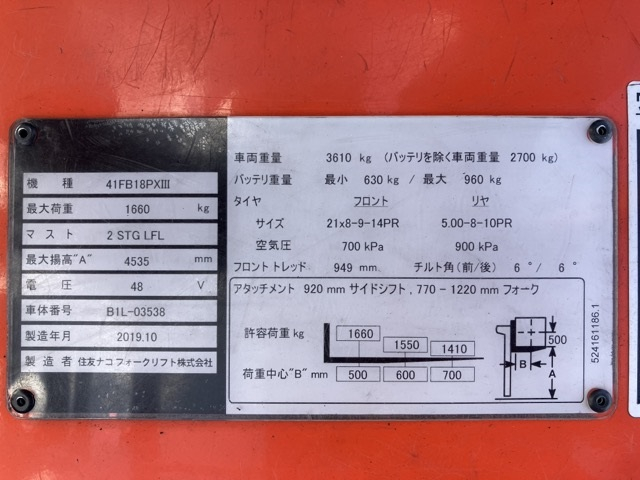 機 種 41FB18PXIII
最大荷重 1660 kg
マ ス ト 2 STG LFL
最大揚高"A" 4535 mm
電 圧 48 V
車体番号 B1L-03538
製造年月 2019.10
製 造 者 住友ナコ フォークリフト株式会社
車両重量 3610 kg (バッテリを除く車両重量 2700 kg)
バッテリ重量 最小 630 kg / 最大 960 kg
タイヤ フロント リヤ
サイズ 21x8-9-14PR 5.00-8-10PR
空気圧 700 kPa 900 kPa
フロント トレッド 949 mm チルト角(前/後) 6° / 6°
アタッチメント 920 mm サイドシフト, 770 - 1220 mm フォーク
許容荷重 kg 1660 1550 1410
荷重中心"B" mm 500 600 700
500
B
A
524161186.1